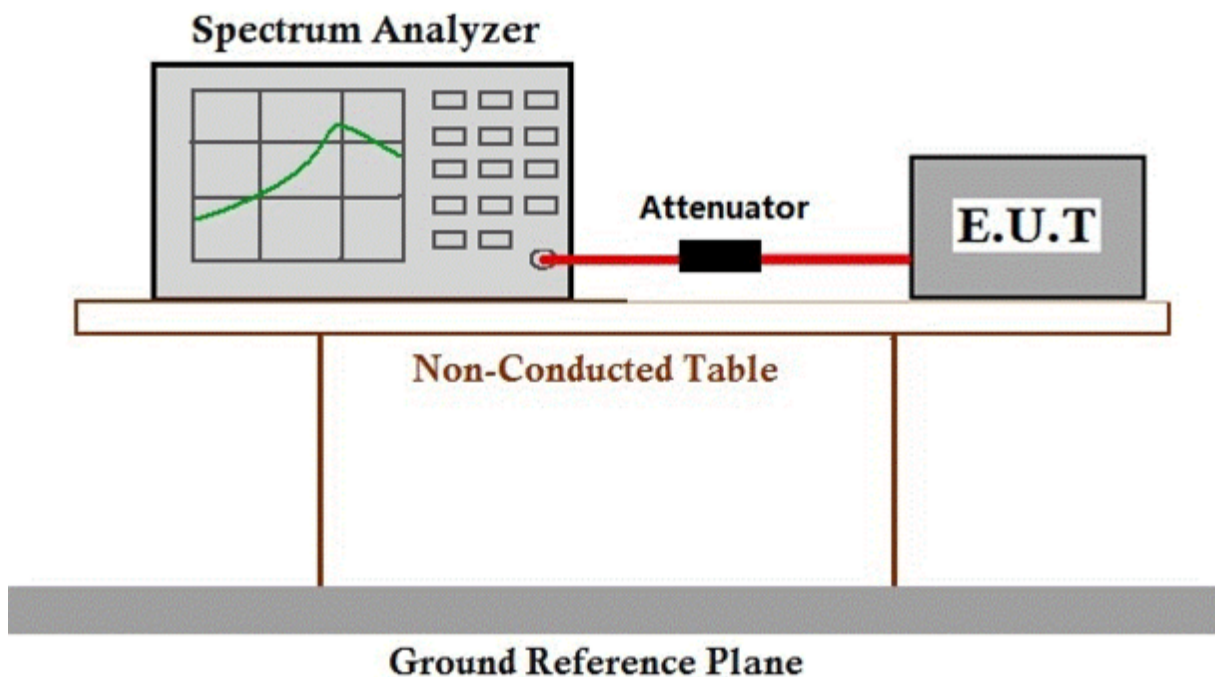 Spectrum Analyzer
Attenuator
E.U.T
Non-Conducted Table
Ground Reference Plane